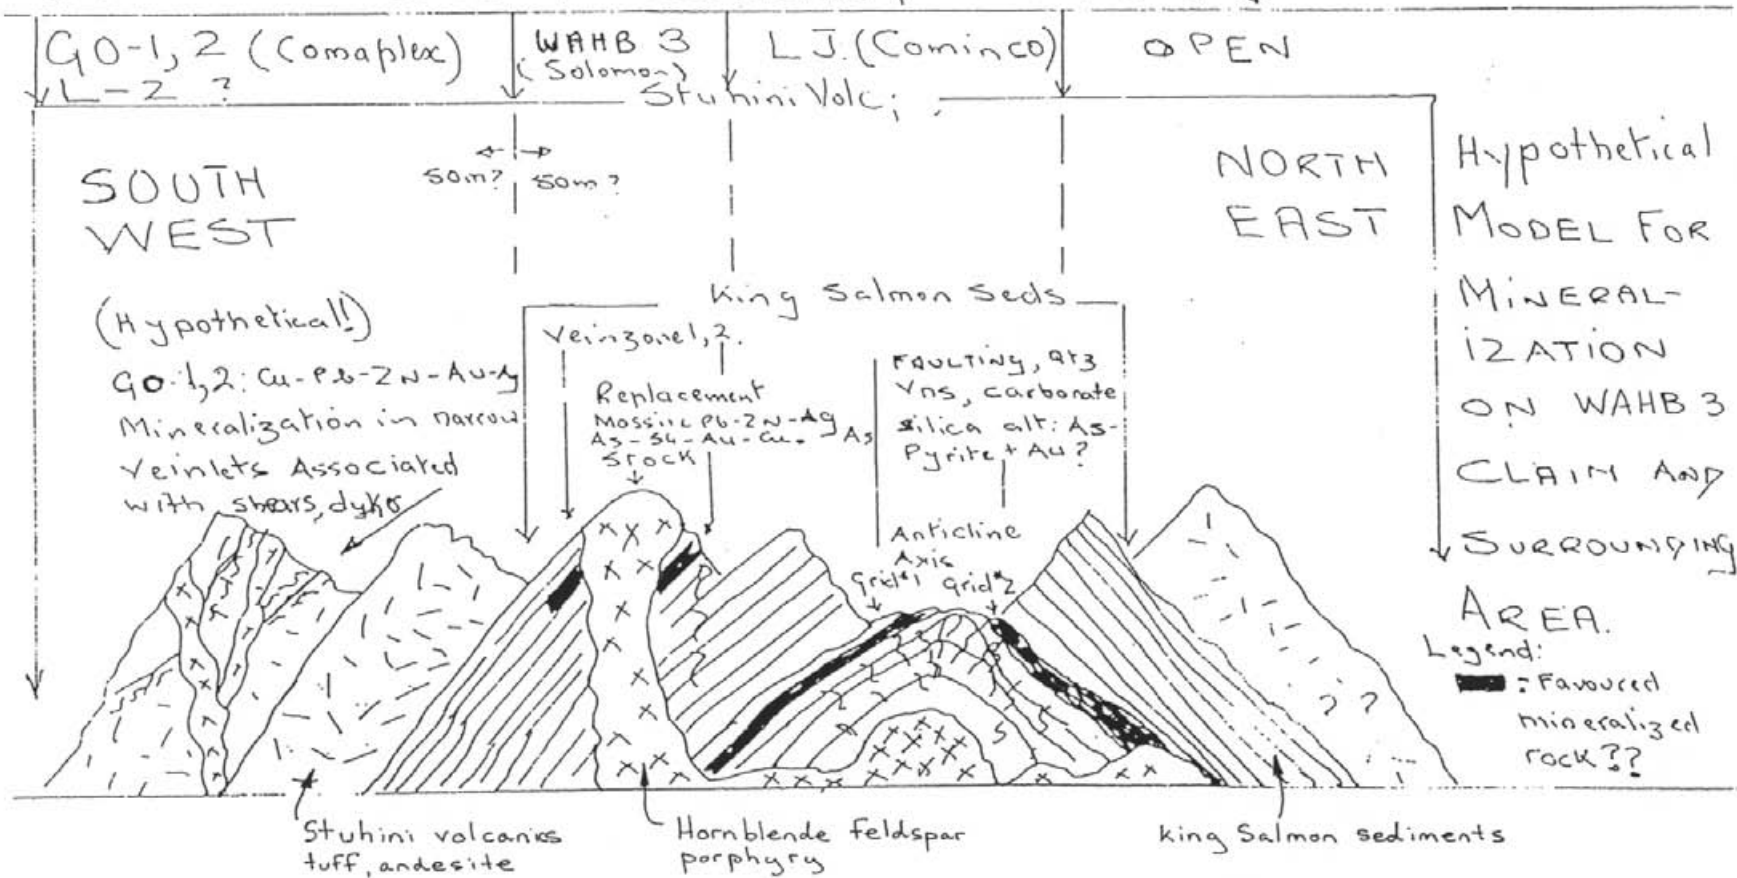 GO-1,2 (Comaplex)
L-2 ?
WAHB 3
(Solomon)
L J. (Cominco)
OPEN
Stuhini Volc;
SOUTH
WEST
50m? 50m?
NORTH
EAST
(Hypothetical!)
GO-1,2: Cu-Pb-ZN-Au-Ag
Mineralization in narrow
Veinlets Associated
with shears, dyke
King Salmon Seds
Veinzone1,2.
Replacement
Massive Pb-ZN-Ag
As-Sb-Au-Cu.
Stock
As
FAULTING, Qtz
Vns, carbonate
silica alt: As-
Pyrite + Au?
Anticline
Axis
Grid#1 Grid#2
Hypothetical
MODEL FOR
MINERAL-
IZATION
ON WAHB 3
CLAIM AND
SURROUNDING
AREA.
Legend:
: Favoured
mineralized
rock??
? ?
Stuhini volcanics
tuff, andesite
Hornblende feldspar
porphyry
King Salmon sediments